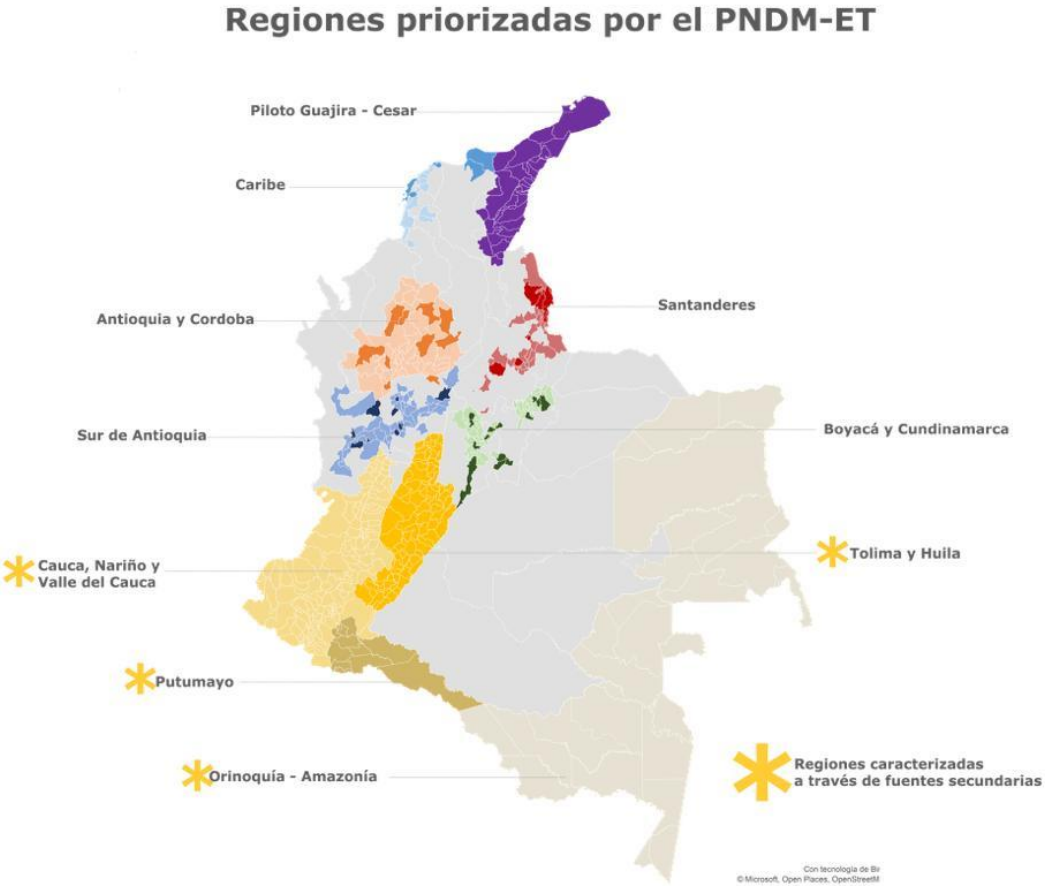 Regiones priorizadas por el PNDM-ET
Piloto Guajira - Cesar
Caribe
Santanderes
Antioquia y Cordoba
Boyacá y Cundinamarca
Sur de Antioquia
Tolima y Huila
Cauca, Nariño y
Valle del Cauca
Putumayo
Orinoquía - Amazonía
Regiones caracterizadas
a través de fuentes secundarias
Con tecnología de Bi
© Microsoft, Open Places, OpenStreetM